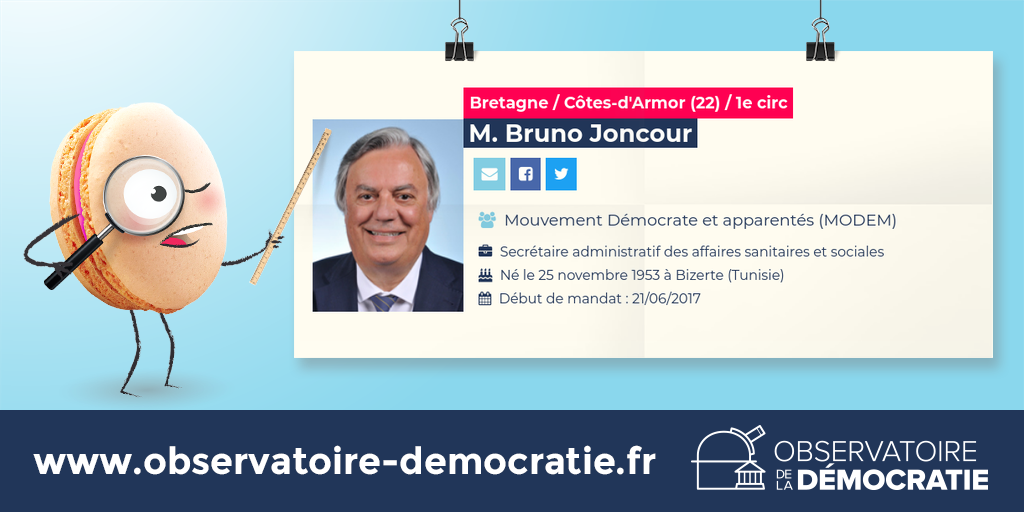 Bretagne / Côtes-d'Armor (22) / 1e circ
M. Bruno Joncour
Mouvement Démocrate et apparentés (MODEM)
Secrétaire administratif des affaires sanitaires et sociales
Né le 25 novembre 1953 à Bizerte (Tunisie)
Début de mandat : 21/06/2017
www.observatoire-democratie.fr
OBSERVATOIRE
DE LA DÉMOCRATIE